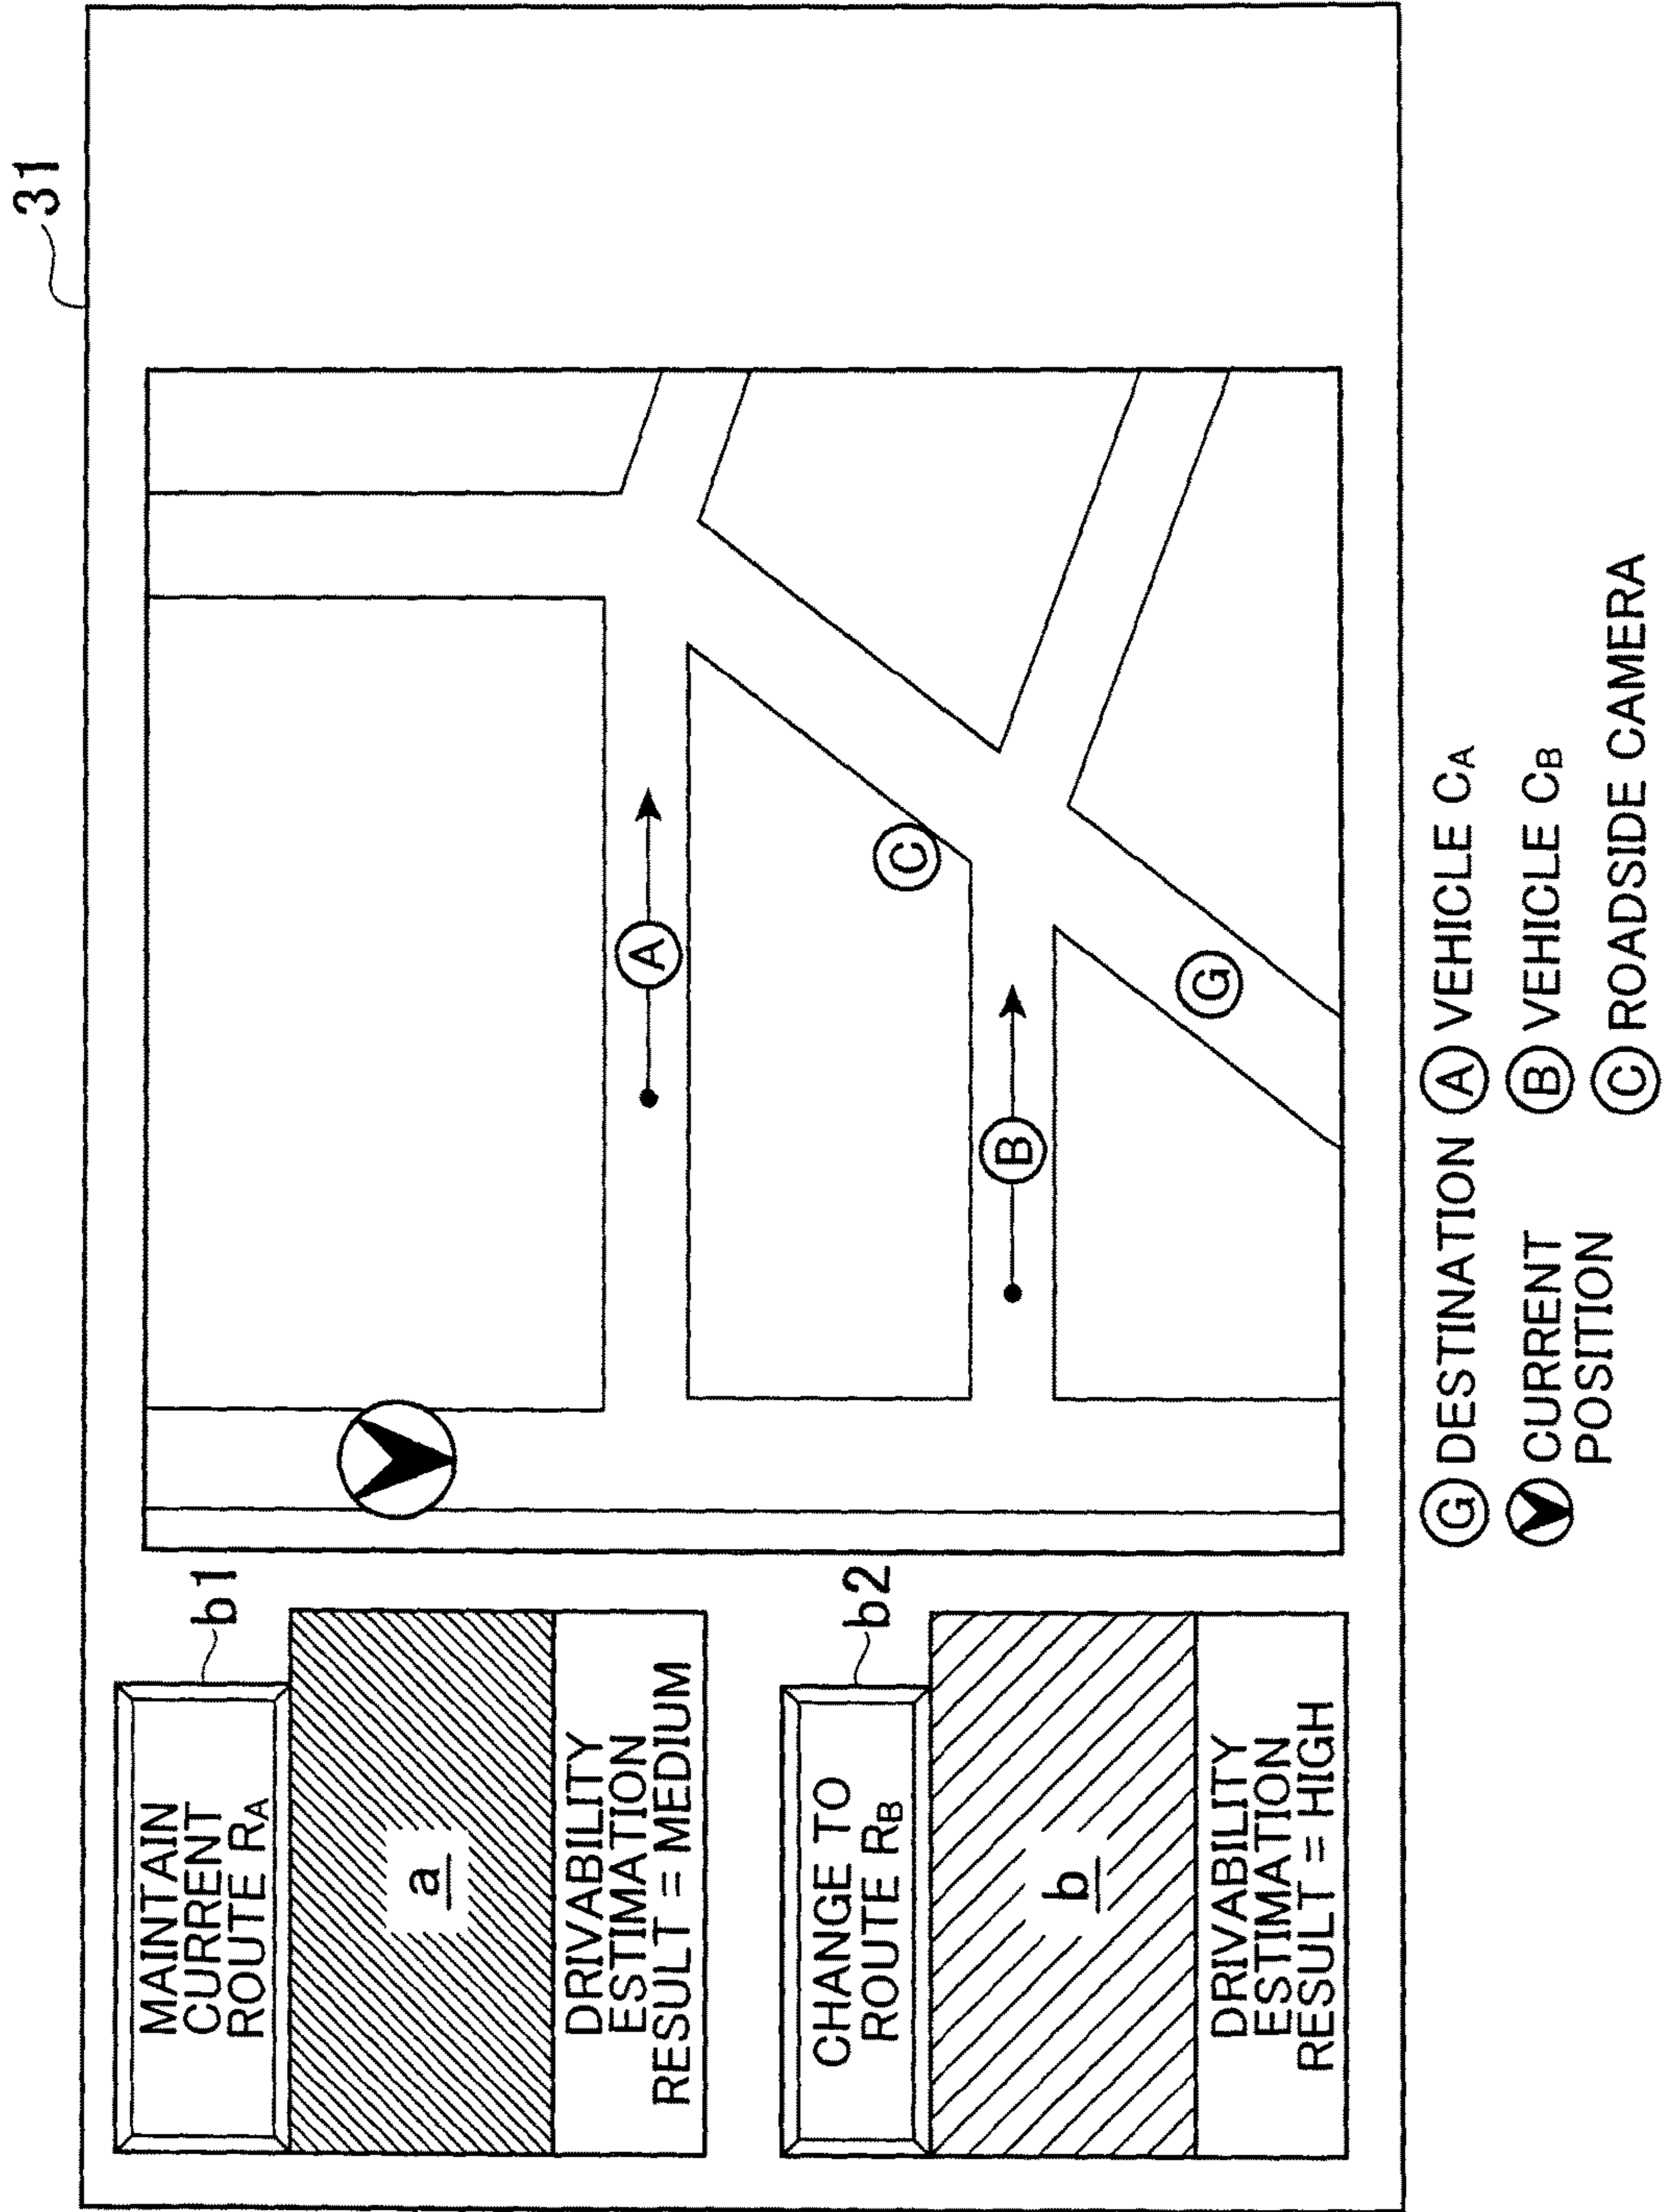 31
MAINTAIN
CURRENT
ROUTE RA
b1
a
DRIVABILITY
ESTIMATION
RESULT = MEDIUM
CHANGE TO
ROUTE RB
b2
b
DRIVABILITY
ESTIMATION
RESULT = HIGH
A
C
B
G
G DESTINATION
A VEHICLE CA
CURRENT
POSITION
B VEHICLE CB
C ROADSIDE CAMERA